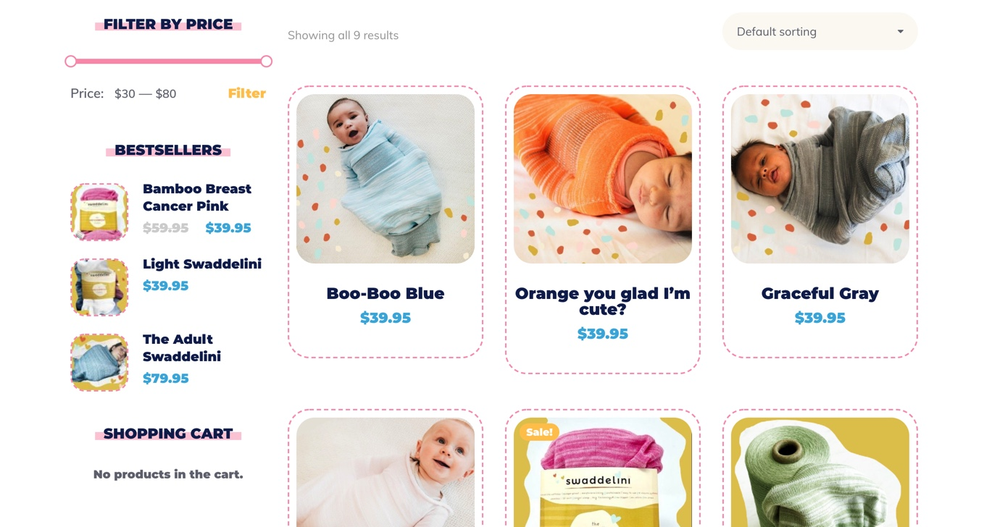 FILTER BY PRICE
Price: $30 — $80
Filter
BESTSELLERS
Bamboo Breast
Cancer Pink
$59.95 $39.95
Light Swaddelini
$39.95
The Adult
Swaddelini
$79.95
SHOPPING CART
No products in the cart.
Showing all 9 results
Default sorting
Boo-Boo Blue
$39.95
Orange you glad I’m
cute?
$39.95
Graceful Gray
$39.95
Sale!
swaddelini
The